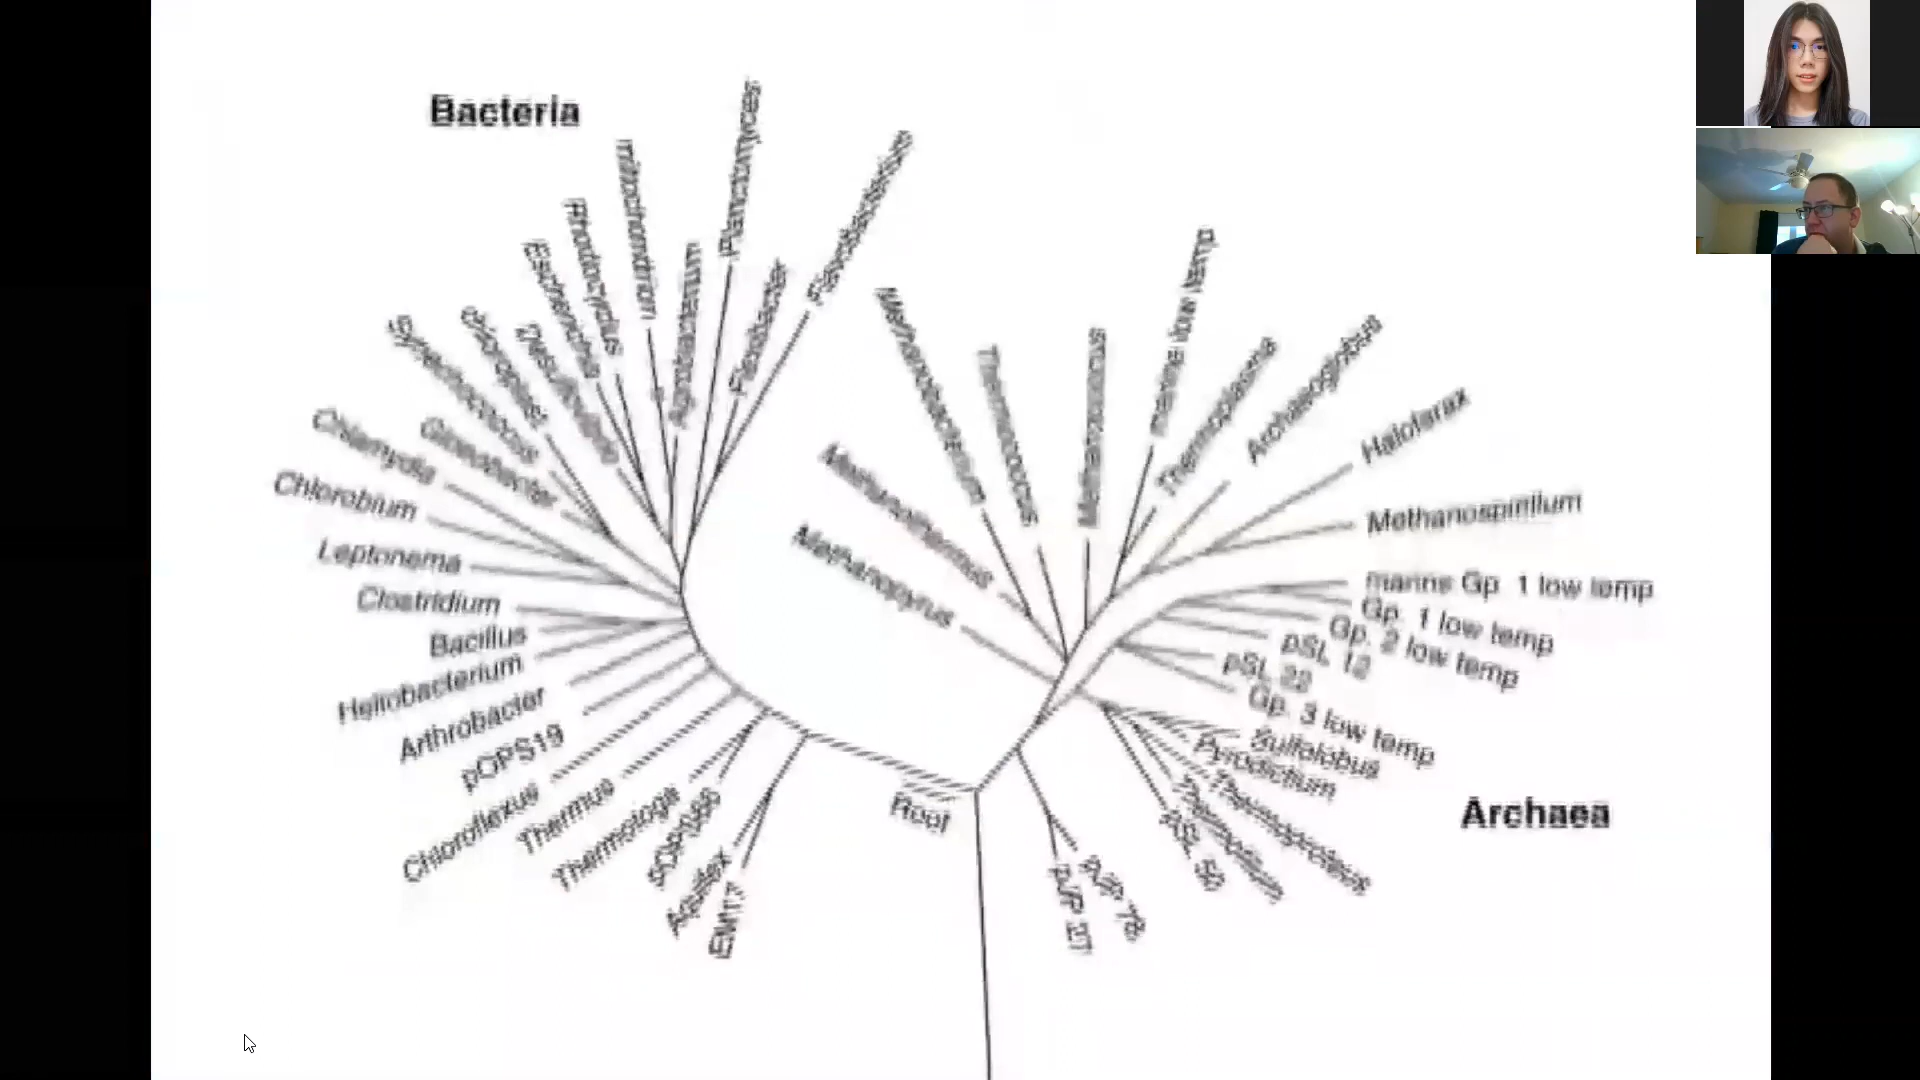 Bacteria
Planctomyces
mitochondrion
Flavobacterium
Rhodocyclus
Escherichia
Desulfovibrio
Agrobacterium
Flexibacter
chloroplast
Synechococcus
Gloeobacter
Chlamydia
Chlorobium
Leptonema
Clostridium
Bacillus
Heliobacterium
Arthrobacter
pOPS19
Chloroflexus
Thermus
Thermotoga
pOPS66
Aquifex
EM17
Root
Methanopyrus
Methanothermus
Methanobacterium
Thermococcus
Methanococcus
marine low temp
Thermoplasma
Archaeoglobus
Haloferax
Methanospirillum
marine Gp. 1 low temp
Gp. 1 low temp
Gp. 2 low temp
pSL 12
pSL 22
Gp. 3 low temp
Sulfolobus
Pyrodictium
Thermoproteus
Thermofilum
pSL 50
pJP 78
pJP 27
Archaea